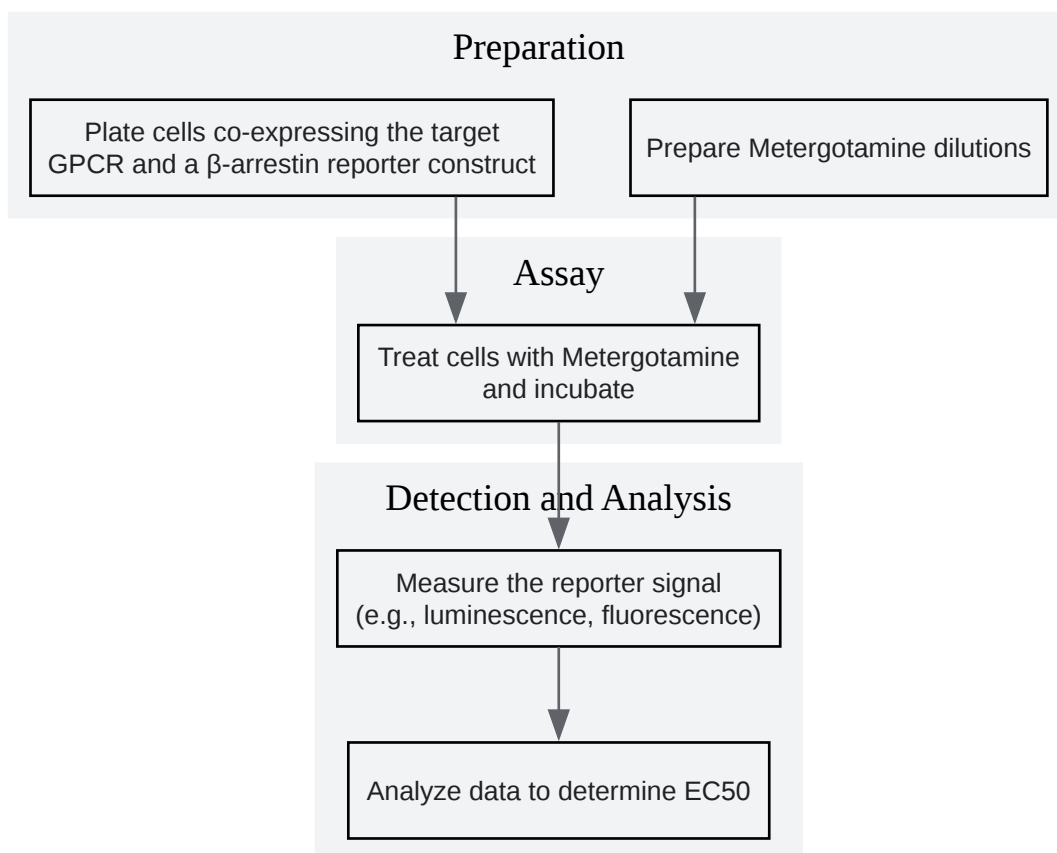 Preparation
Plate cells co-expressing the target
GPCR and a β-arrestin reporter construct
Prepare Metergotamine dilutions
Assay
Treat cells with Metergotamine
and incubate
Detection and Analysis
Measure the reporter signal
(e.g., luminescence, fluorescence)
Analyze data to determine EC50